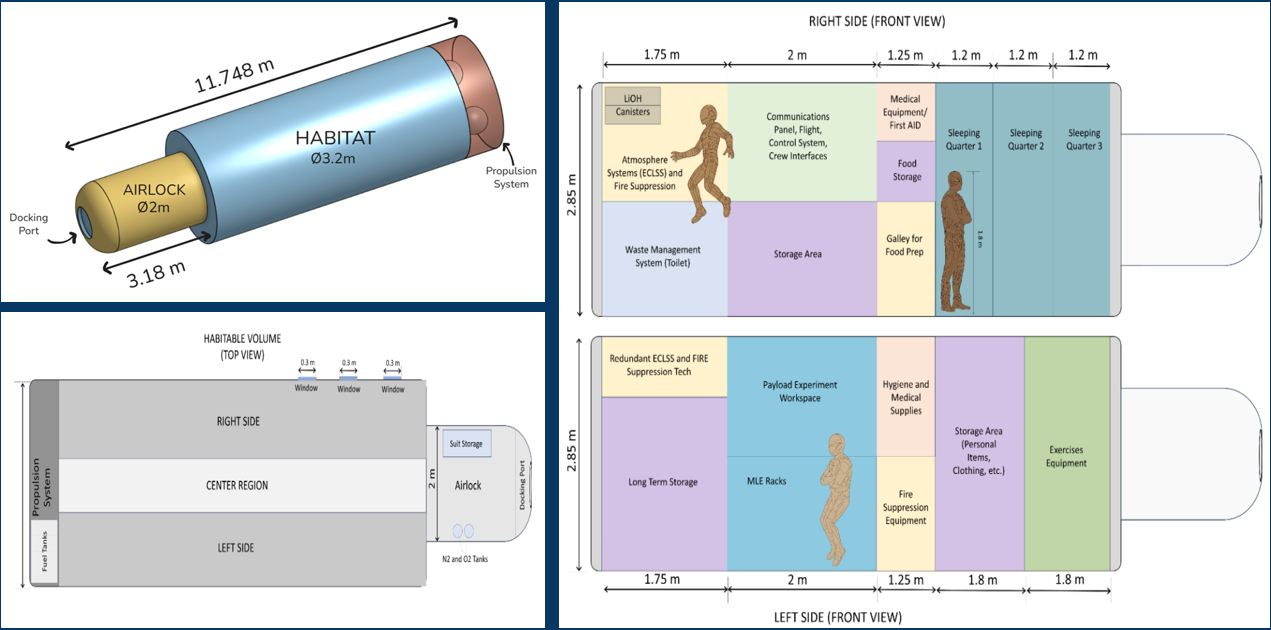 11.748 m
HABITAT
Ø3.2m
AIRLOCK
Ø2m
Docking
Port
3.18 m
Propulsion
System
HABITABLE VOLUME
(TOP VIEW)
0.3 m
0.3 m
0.3 m
Window
Window
Window
RIGHT SIDE
CENTER REGION
LEFT SIDE
Propulsion
System
Fuel Tanks
2 m
Suit Storage
Airlock
Docking Port
N2 and O2 Tanks
RIGHT SIDE (FRONT VIEW)
1.75 m
2 m
1.25 m
1.2 m
1.2 m
1.2 m
2.85 m
LiOH
Canisters
Atmosphere
Systems (ECLSS) and
Fire Suppression
Waste Management
System (Toilet)
Communications
Panel, Flight,
Control System,
Crew Interfaces
Storage Area
Medical
Equipment/
First AID
Food
Storage
Galley for
Food Prep
Sleeping
Quarter 1
Sleeping
Quarter 2
Sleeping
Quarter 3
1.8 m
2.85 m
Redundant ECLSS and FIRE
Suppression Tech
Long Term Storage
Payload Experiment
Workspace
MLE Racks
Hygiene and
Medical
Supplies
Fire
Suppression
Equipment
Storage Area
(Personal
Items,
Clothing, etc.)
Exercises
Equipment
1.75 m
2 m
1.25 m
1.8 m
1.8 m
LEFT SIDE (FRONT VIEW)